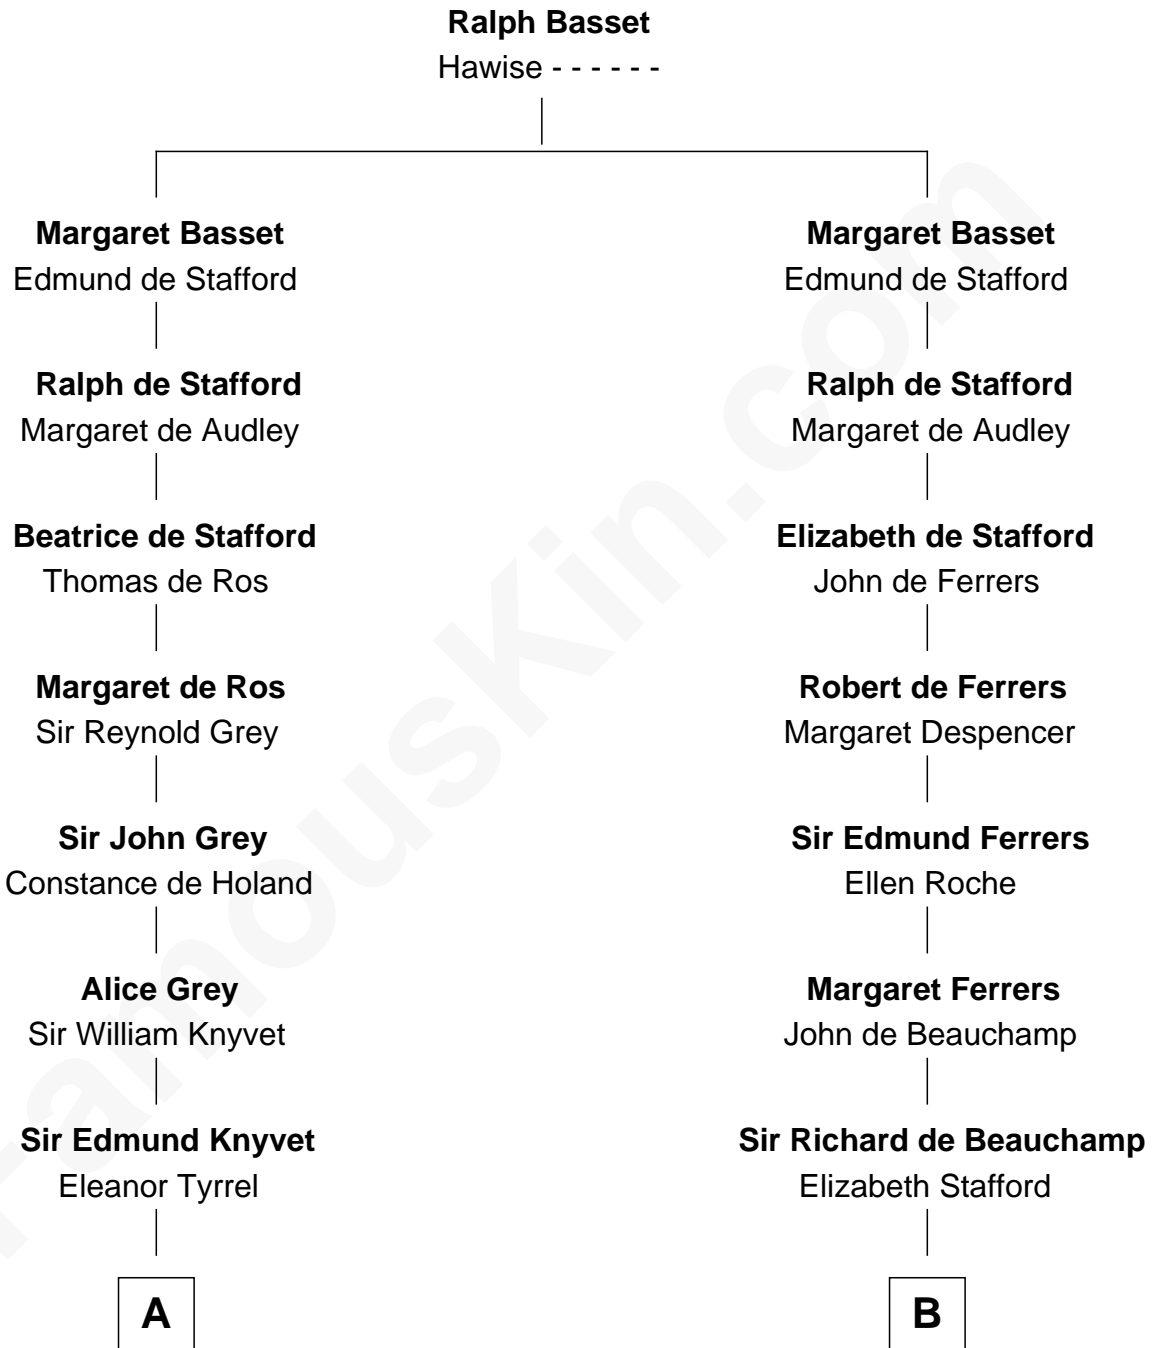 Ralph Basset
Hawise - - - - - -
Margaret Basset
Edmund de Stafford
Ralph de Stafford
Margaret de Audley
Beatrice de Stafford
Thomas de Ros
Margaret de Ros
Sir Reynold Grey
Sir John Grey
Constance de Holand
Alice Grey
Sir William Knyvet
Sir Edmund Knyvet
Eleanor Tyrrel
A
Margaret Basset
Edmund de Stafford
Ralph de Stafford
Margaret de Audley
Elizabeth de Stafford
John de Ferrers
Robert de Ferrers
Margaret Despencer
Sir Edmund Ferrers
Ellen Roche
Margaret Ferrers
John de Beauchamp
Sir Richard de Beauchamp
Elizabeth Stafford
B
FamousKin.com